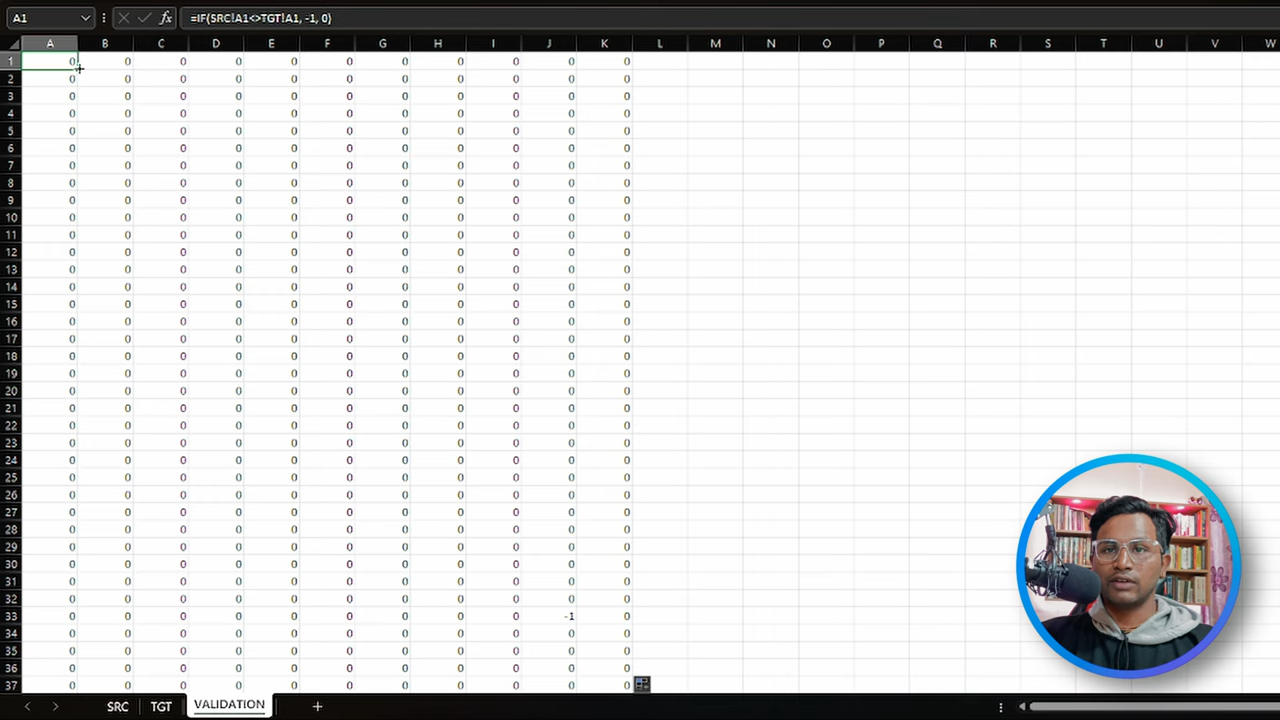 A1 fx =IF(SRC!A1<>TGT!A1, -1, 0)
A B C D E F G H I J K L M N O P Q R S T U V W
1 0 0 0 0 0 0 0 0 0 0 0
2 0 0 0 0 0 0 0 0 0 0 0
3 0 0 0 0 0 0 0 0 0 0 0
4 0 0 0 0 0 0 0 0 0 0 0
5 0 0 0 0 0 0 0 0 0 0 0
6 0 0 0 0 0 0 0 0 0 0 0
7 0 0 0 0 0 0 0 0 0 0 0
8 0 0 0 0 0 0 0 0 0 0 0
9 0 0 0 0 0 0 0 0 0 0 0
10 0 0 0 0 0 0 0 0 0 0 0
11 0 0 0 0 0 0 0 0 0 0 0
12 0 0 0 0 0 0 0 0 0 0 0
13 0 0 0 0 0 0 0 0 0 0 0
14 0 0 0 0 0 0 0 0 0 0 0
15 0 0 0 0 0 0 0 0 0 0 0
16 0 0 0 0 0 0 0 0 0 0 0
17 0 0 0 0 0 0 0 0 0 0 0
18 0 0 0 0 0 0 0 0 0 0 0
19 0 0 0 0 0 0 0 0 0 0 0
20 0 0 0 0 0 0 0 0 0 0 0
21 0 0 0 0 0 0 0 0 0 0 0
22 0 0 0 0 0 0 0 0 0 0 0
23 0 0 0 0 0 0 0 0 0 0 0
24 0 0 0 0 0 0 0 0 0 0 0
25 0 0 0 0 0 0 0 0 0 0 0
26 0 0 0 0 0 0 0 0 0 0 0
27 0 0 0 0 0 0 0 0 0 0 0
28 0 0 0 0 0 0 0 0 0 0 0
29 0 0 0 0 0 0 0 0 0 0 0
30 0 0 0 0 0 0 0 0 0 0 0
31 0 0 0 0 0 0 0 0 0 0 0
32 0 0 0 0 0 0 0 0 0 0 0
33 0 0 0 0 0 0 0 0 0 -1 0
34 0 0 0 0 0 0 0 0 0 0 0
35 0 0 0 0 0 0 0 0 0 0 0
36 0 0 0 0 0 0 0 0 0 0 0
37 0 0 0 0 0 0 0 0 0 0 0
SRC TGT VALIDATION +